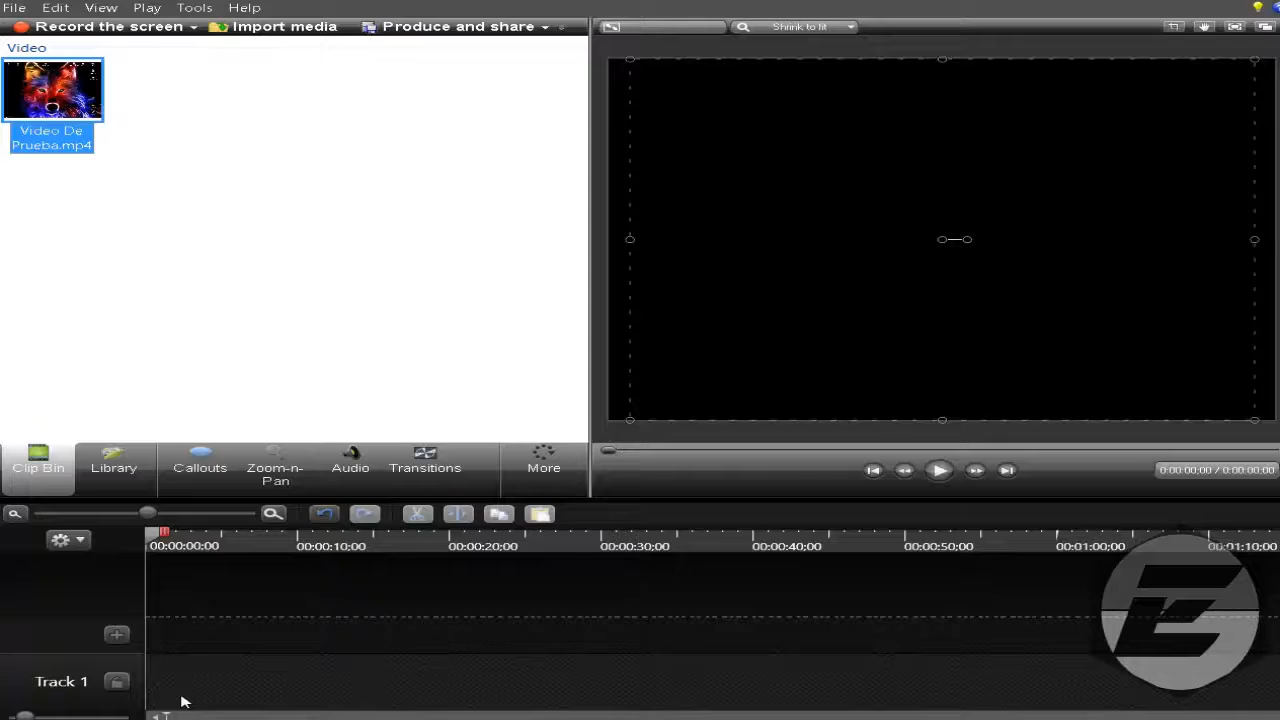 File Edit View Play Tools Help
Record the screen Import media Produce and share
Shrink to fit
Video
Video De
Prueba.mp4
Clip Bin Library Callouts Zoom-n-
Pan Audio Transitions More
0:00:00;00 / 0:00:00;00
00:00:00;00 00:00:10;00 00:00:20;00 00:00:30;00 00:00:40;00 00:00:50;00 00:01:00;00 00:01:10;00
Track 1